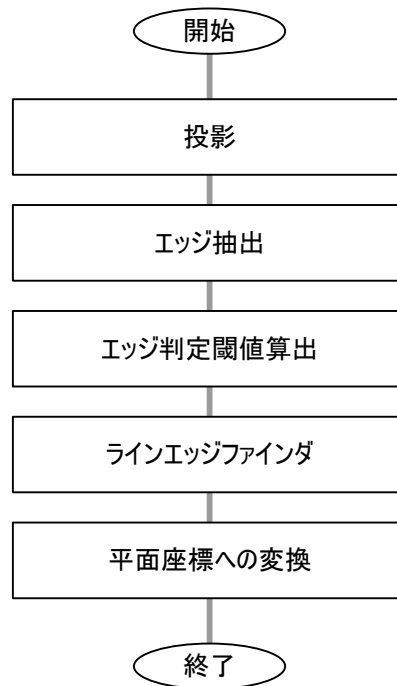 開始
投影
エッジ抽出
エッジ判定閾値算出
ラインエッジファインダ
平面座標への変換
終了